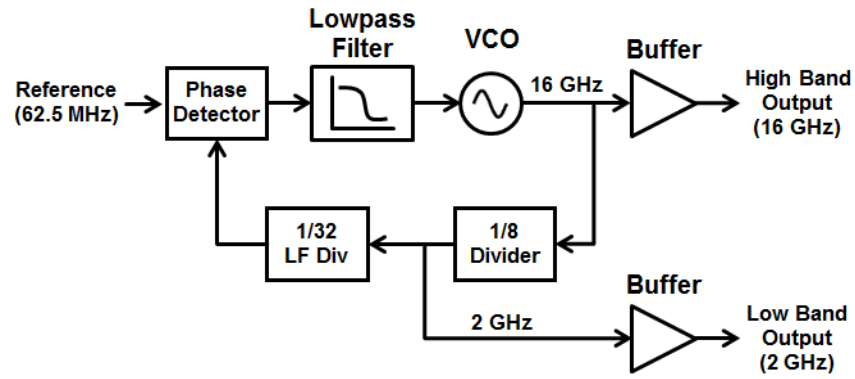 Lowpass
Filter
VCO
Buffer
Reference
(62.5 MHz)
Phase
Detector
16 GHz
High Band
Output
(16 GHz)
1/32
LF Div
1/8
Divider
Buffer
2 GHz
Low Band
Output
(2 GHz)